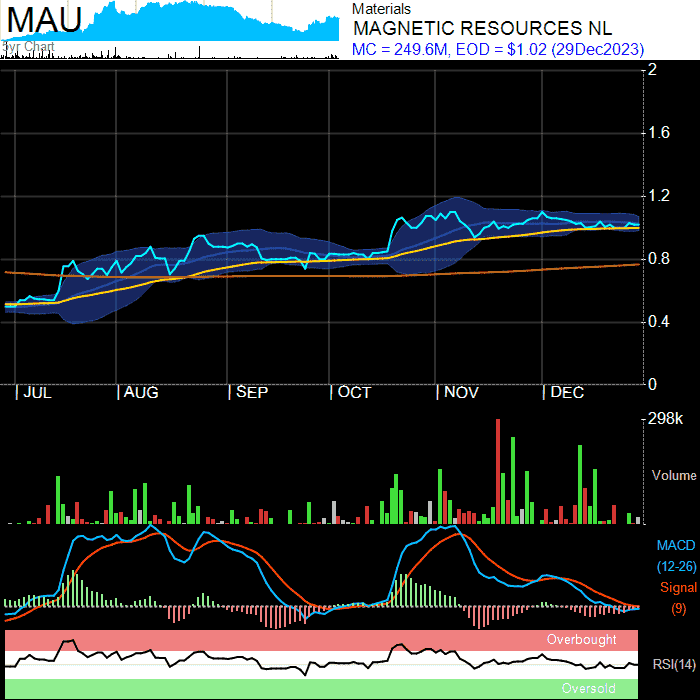 MAU
5yr Chart
Materials
MAGNETIC RESOURCES NL
MC = 249.6M, EOD = $1.02 (29Dec2023)
2
1.6
1.2
0.8
0.4
0
| JUL | AUG | SEP | OCT | NOV | DEC
298k
Volume
MACD
(12-26)
Signal
(9)
Overbought
RSI(14)
Oversold